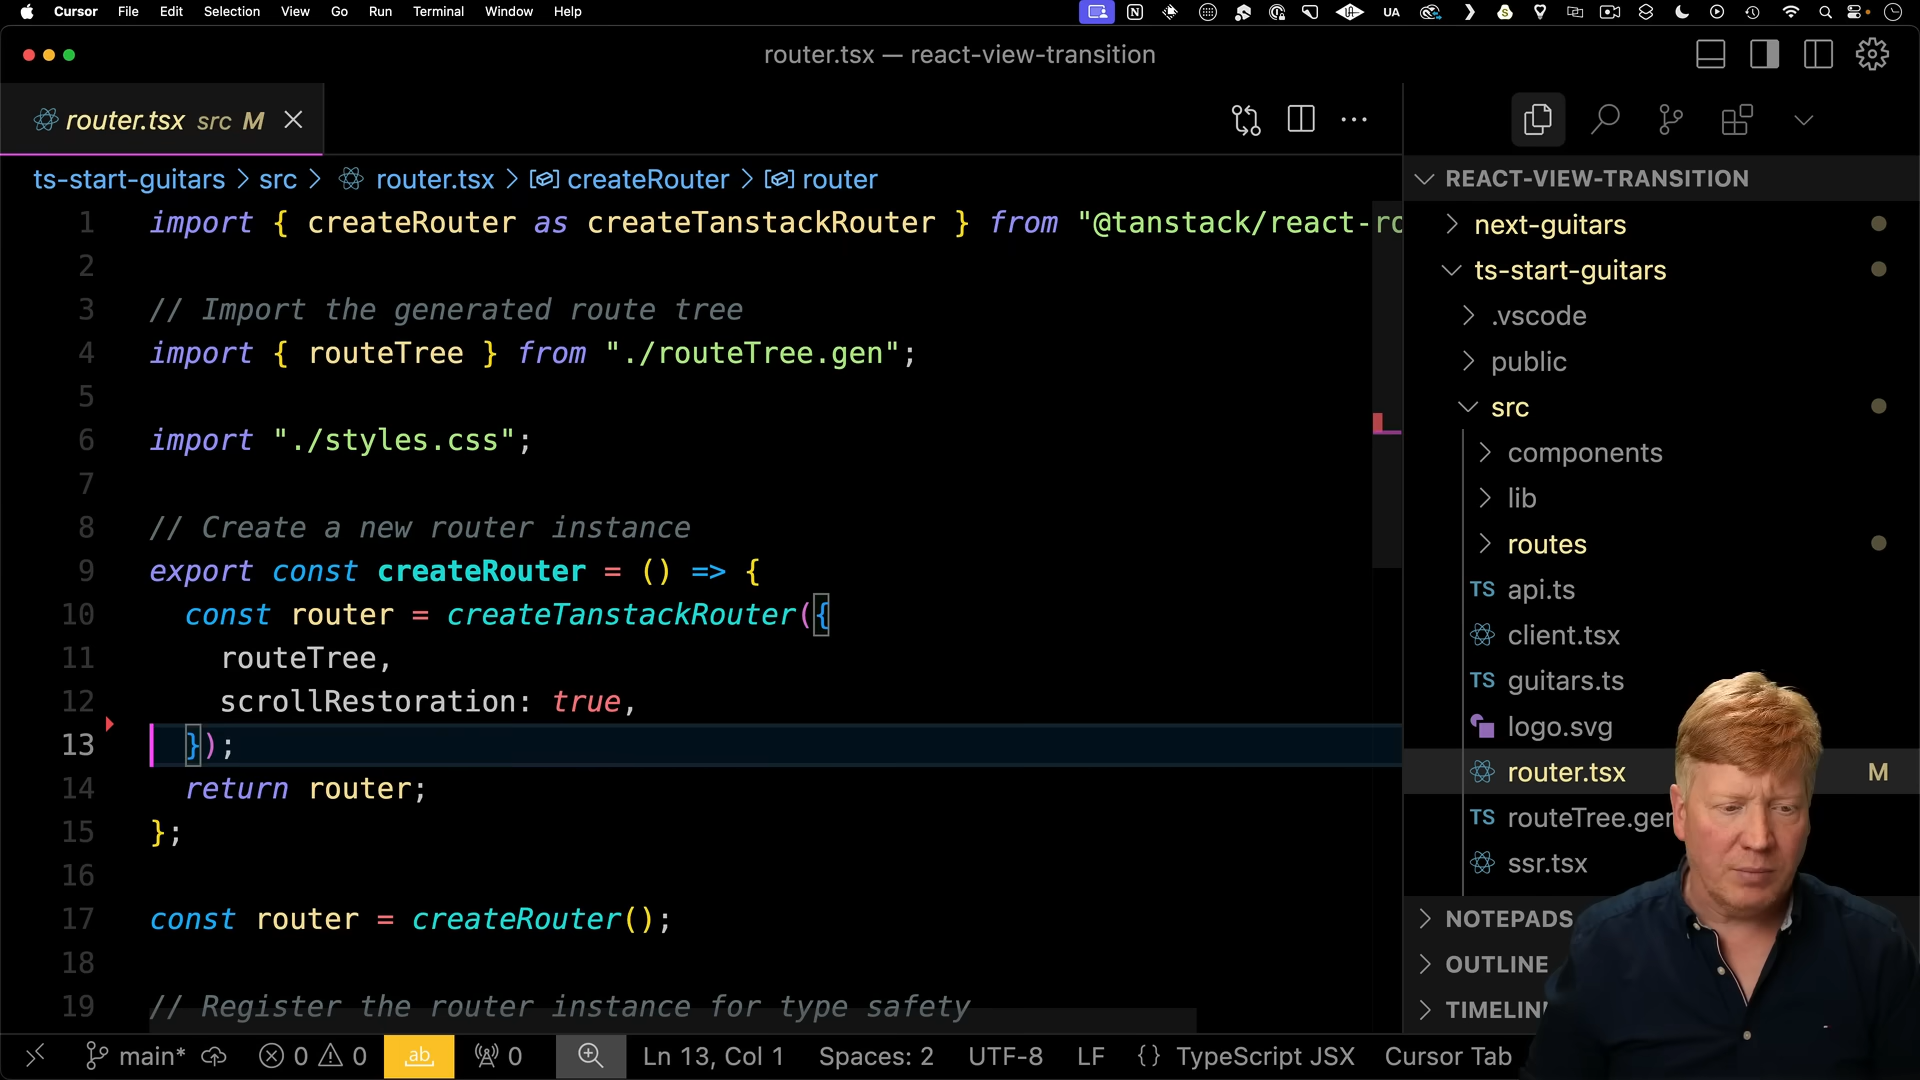 Cursor File Edit Selection View Go Run Terminal Window Help UA
router.tsx — react-view-transition
router.tsx src M
ts-start-guitars > src > router.tsx > createRouter > router
1 import { createRouter as createTanstackRouter } from "@tanstack/react-ro
2
3 // Import the generated route tree
4 import { routeTree } from "./routeTree.gen";
5
6 import "./styles.css";
7
8 // Create a new router instance
9 export const createRouter = () => {
10 const router = createTanstackRouter({
11 routeTree,
12 scrollRestoration: true,
13 });
14 return router;
15 };
16
17 const router = createRouter();
18
19 // Register the router instance for type safety
REACT-VIEW-TRANSITION
next-guitars
ts-start-guitars
.vscode
public
src
components
lib
routes
TS api.ts
client.tsx
TS guitars.ts
logo.svg
router.tsx M
TS routeTree.gen
ssr.tsx
NOTEPADS
OUTLINE
TIMELINE
main* 0 0 ab 0 Ln 13, Col 1 Spaces: 2 UTF-8 LF {} TypeScript JSX Cursor Tab